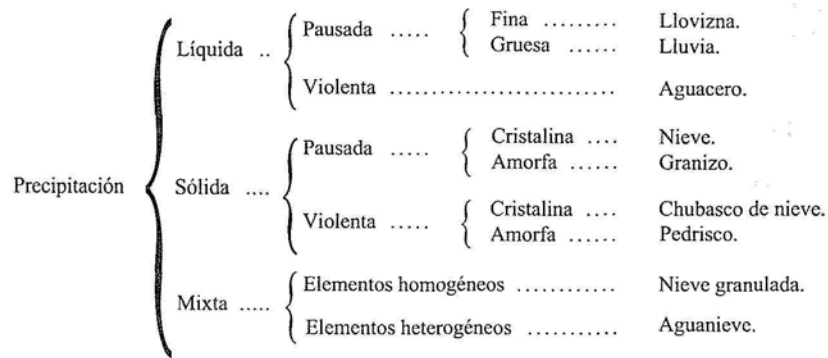 Fina ......... Llovizna.
Pausada .....
Gruesa ...... Lluvia.
Líquida ..
Violenta ............................ Aguacero.
Cristalina .... Nieve.
Pausada .....
Amorfa ...... Granizo.
Precipitación
Sólida ....
Cristalina .... Chubasco de nieve.
Violenta .....
Amorfa ...... Pedrisco.
Elementos homogéneos ............ Nieve granulada.
Mixta .....
Elementos heterogéneos ........... Aguanieve.